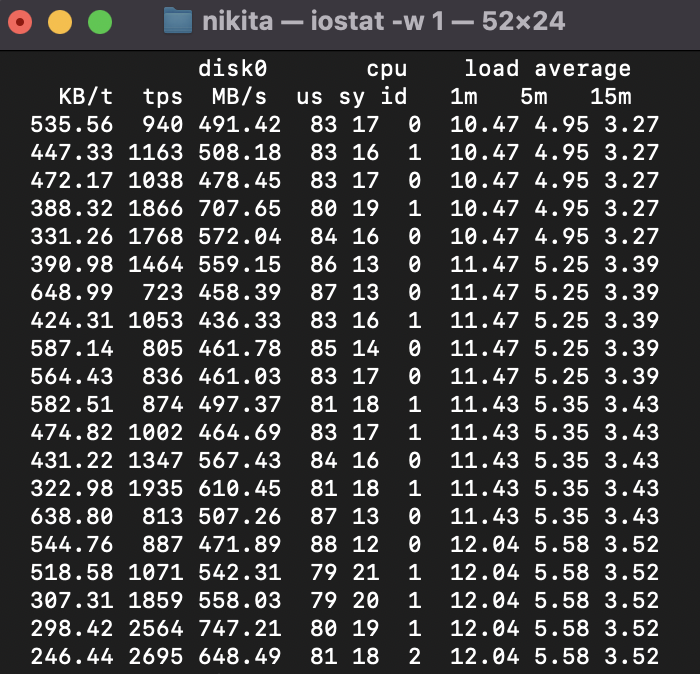 nikita — iostat -w 1 — 52×24
disk0 cpu load average
KB/t tps MB/s us sy id 1m 5m 15m
535.56 940 491.42 83 17 0 10.47 4.95 3.27
447.33 1163 508.18 83 16 1 10.47 4.95 3.27
472.17 1038 478.45 83 17 0 10.47 4.95 3.27
388.32 1866 707.65 80 19 1 10.47 4.95 3.27
331.26 1768 572.04 84 16 0 10.47 4.95 3.27
390.98 1464 559.15 86 13 0 11.47 5.25 3.39
648.99 723 458.39 87 13 0 11.47 5.25 3.39
424.31 1053 436.33 83 16 1 11.47 5.25 3.39
587.14 805 461.78 85 14 0 11.47 5.25 3.39
564.43 836 461.03 83 17 0 11.47 5.25 3.39
582.51 874 497.37 81 18 1 11.43 5.35 3.43
474.82 1002 464.69 83 17 1 11.43 5.35 3.43
431.22 1347 567.43 84 16 0 11.43 5.35 3.43
322.98 1935 610.45 81 18 1 11.43 5.35 3.43
638.80 813 507.26 87 13 0 11.43 5.35 3.43
544.76 887 471.89 88 12 0 12.04 5.58 3.52
518.58 1071 542.31 79 21 1 12.04 5.58 3.52
307.31 1859 558.03 79 20 1 12.04 5.58 3.52
298.42 2564 747.21 80 19 1 12.04 5.58 3.52
246.44 2695 648.49 81 18 2 12.04 5.58 3.52